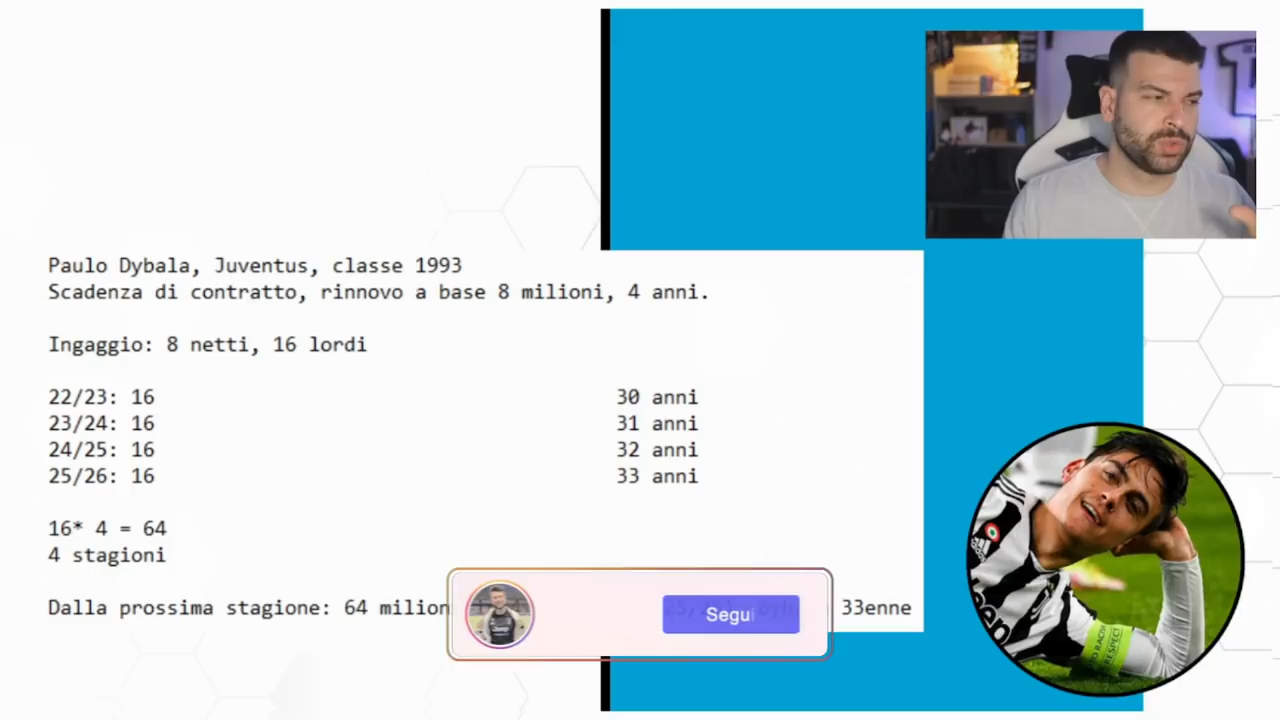 Paulo Dybala, Juventus, classe 1993
Scadenza di contratto, rinnovo a base 8 milioni, 4 anni.
Ingaggio: 8 netti, 16 lordi
22/23: 16 30 anni
23/24: 16 31 anni
24/25: 16 32 anni
25/26: 16 33 anni
16* 4 = 64
4 stagioni
Dalla prossima stagione: 64 milion 33enne
Segui